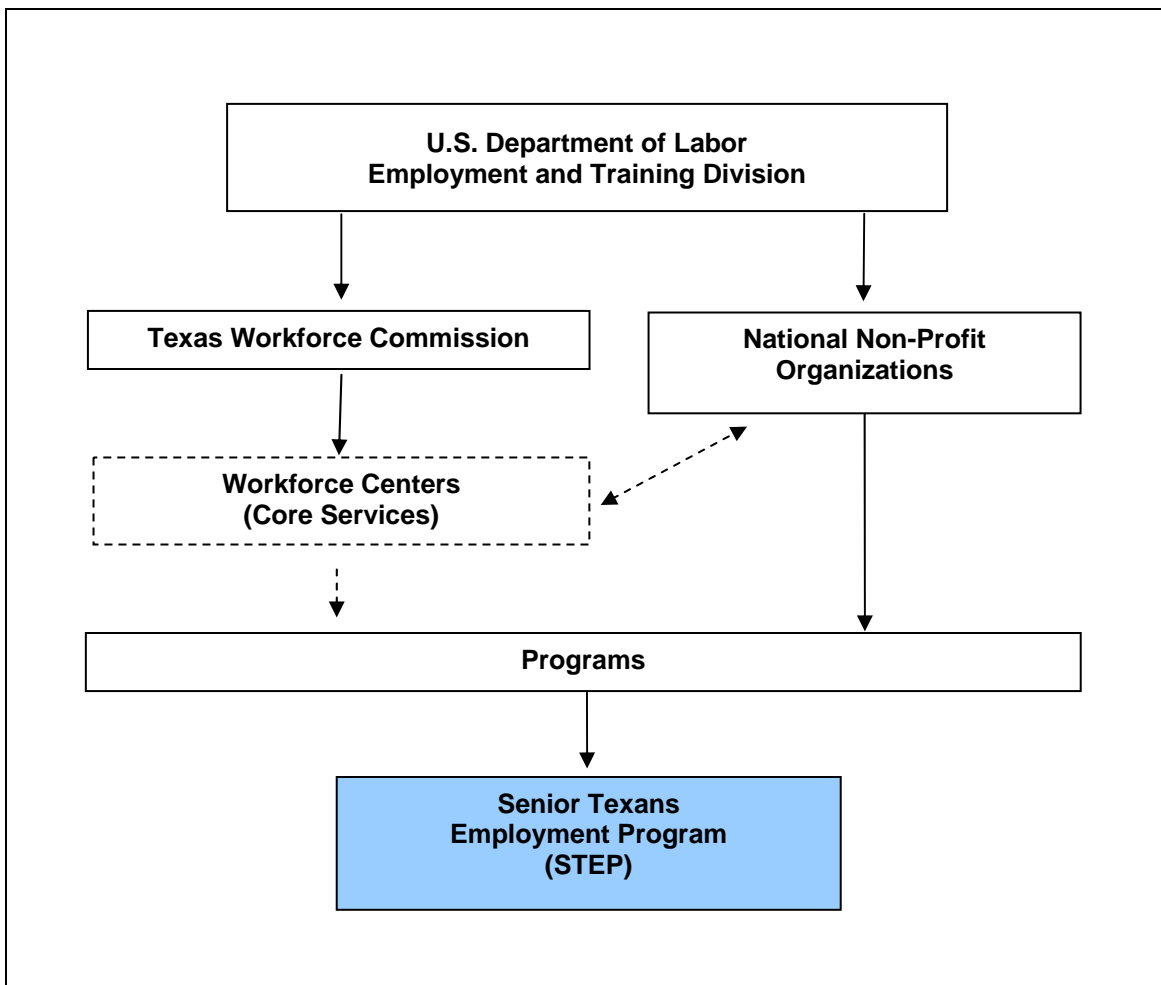 U.S. Department of Labor
Employment and Training Division
Texas Workforce Commission
National Non-Profit
Organizations
Workforce Centers
(Core Services)
Programs
Senior Texans
Employment Program
(STEP)